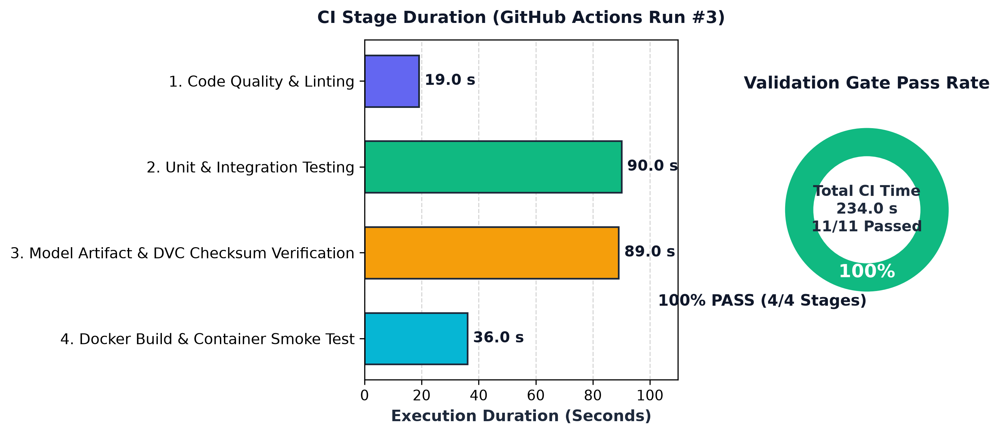 CI Stage Duration (GitHub Actions Run #3)
1. Code Quality & Linting
19.0 s
2. Unit & Integration Testing
90.0 s
3. Model Artifact & DVC Checksum Verification
89.0 s
4. Docker Build & Container Smoke Test
36.0 s
0 20 40 60 80 100
Execution Duration (Seconds)
Validation Gate Pass Rate
Total CI Time
234.0 s
11/11 Passed
100%
100% PASS (4/4 Stages)